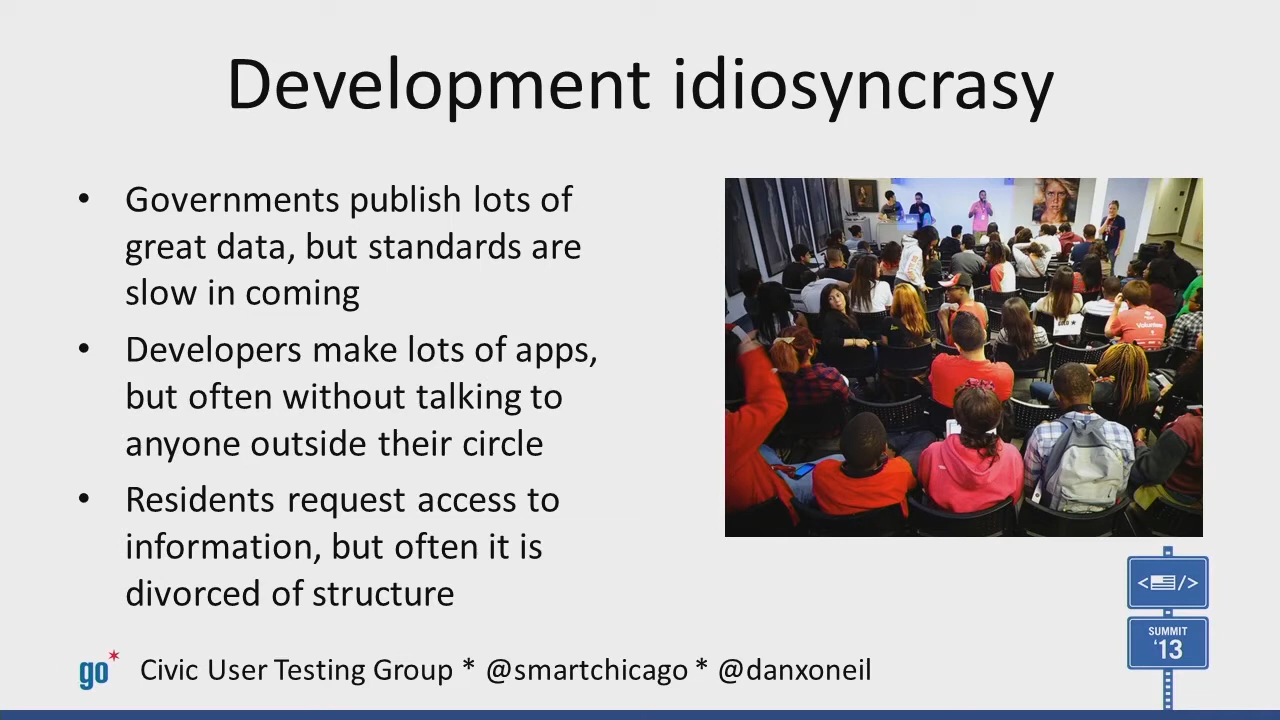 Development idiosyncrasy
• Governments publish lots of
great data, but standards are
slow in coming
• Developers make lots of apps,
but often without talking to
anyone outside their circle
• Residents request access to
information, but often it is
divorced of structure
Volunteer
< />
SUMMIT
‘13
go* Civic User Testing Group * @smartchicago * @danxoneil